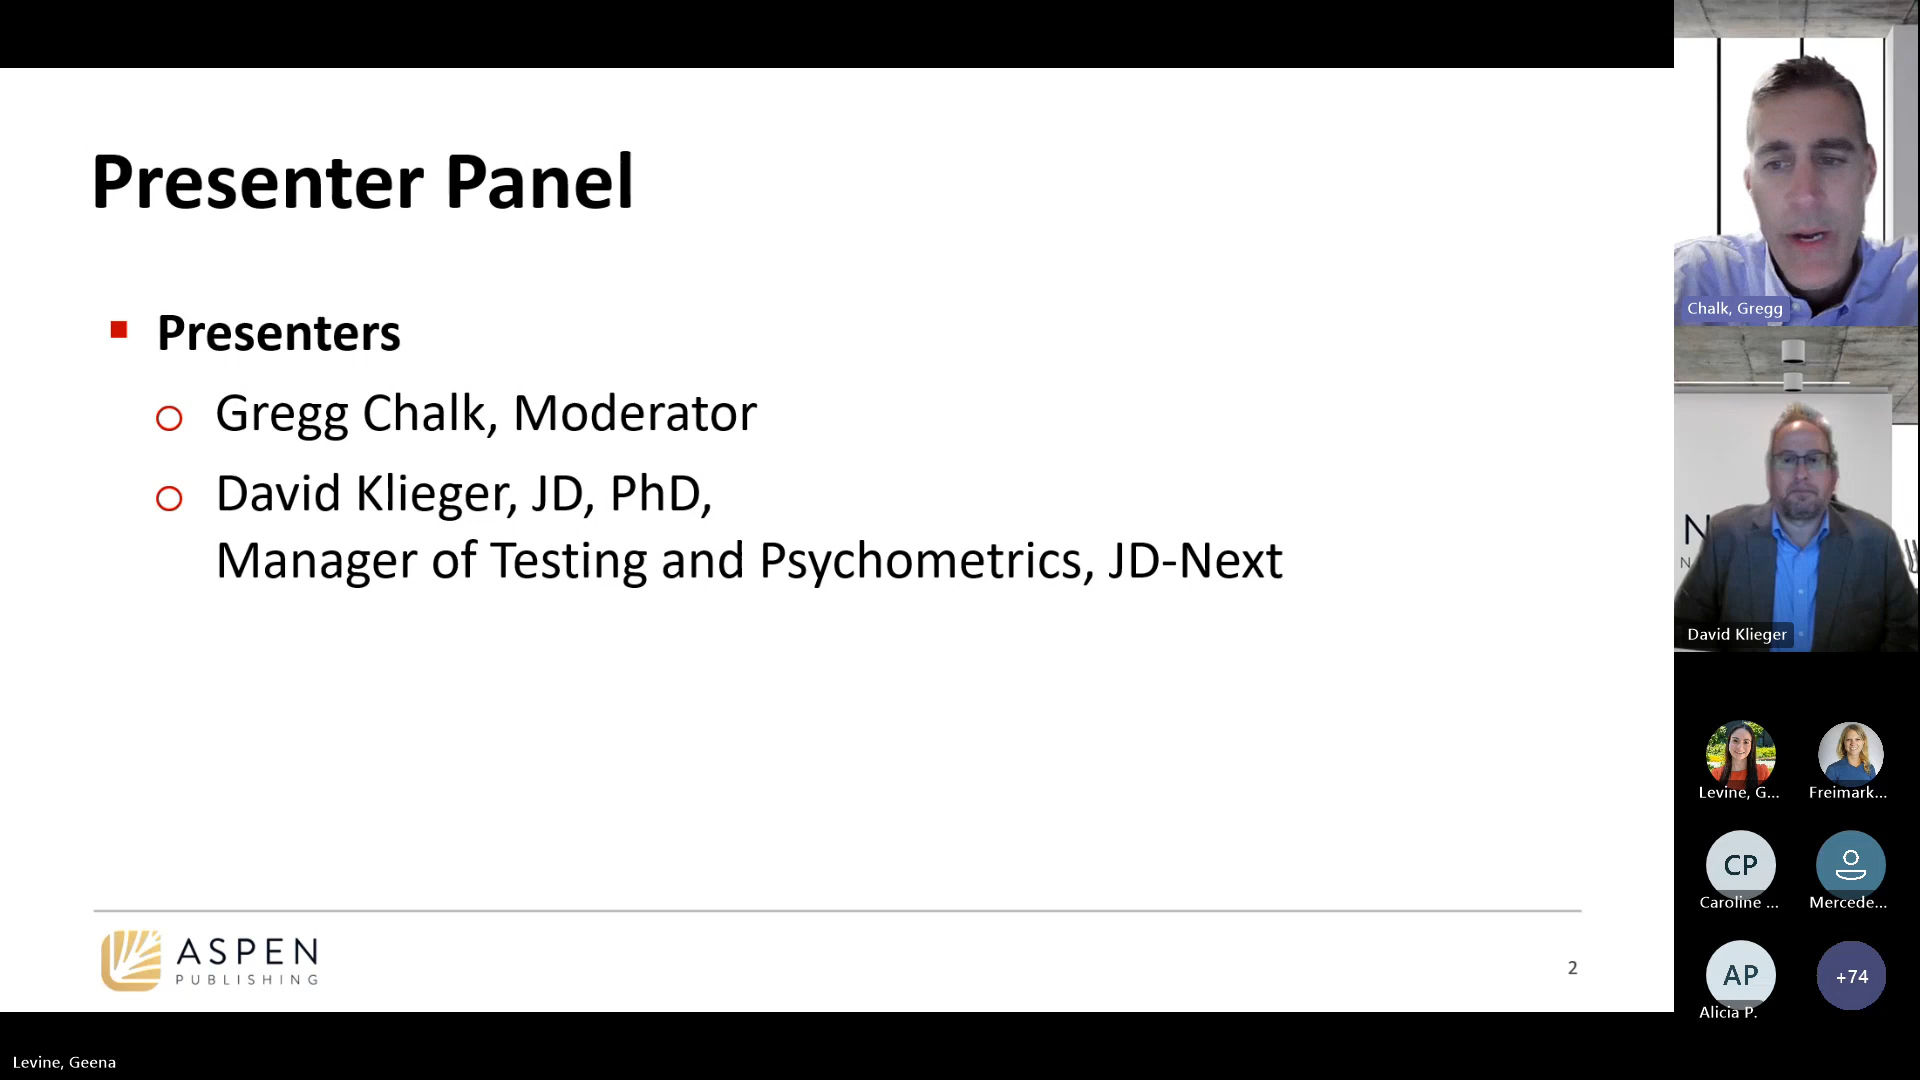 Presenter Panel
Presenters
Gregg Chalk, Moderator
David Klieger, JD, PhD,
Manager of Testing and Psychometrics, JD-Next
ASPEN
PUBLISHING
2
Chalk, Gregg
N
N
David Klieger
Levine, G...
Freimark...
CP
Caroline ...
Mercede...
AP
Alicia P.
+74
Levine, Geena